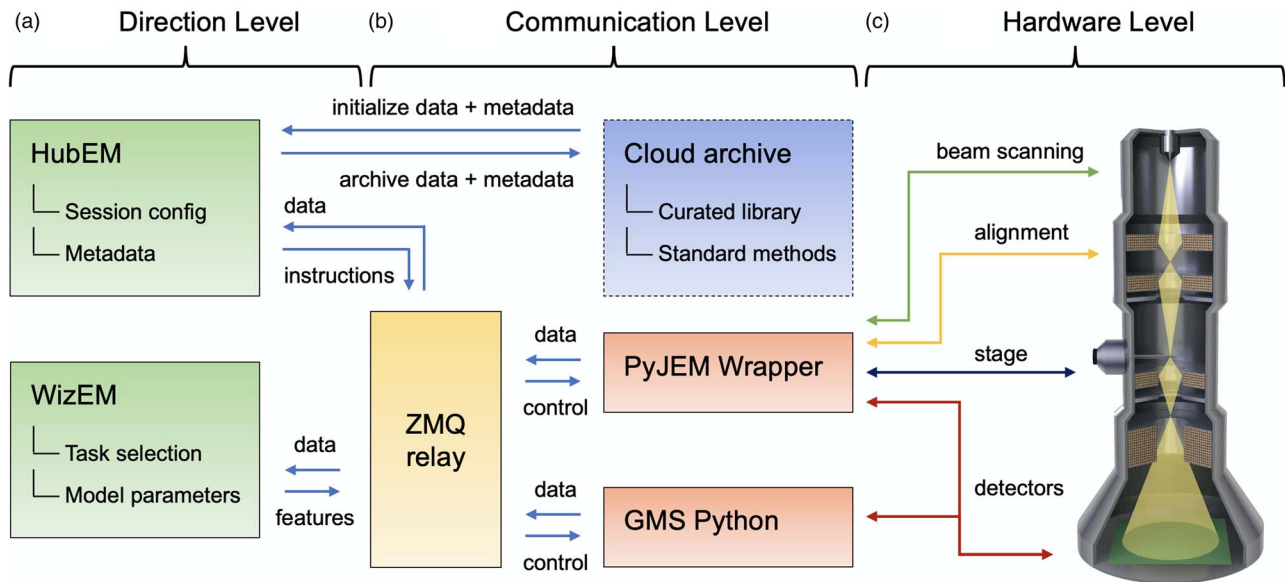 (a)
Direction Level
(b)
Communication Level
(c)
Hardware Level
HubEM
Session config
Metadata
initialize data + metadata
archive data + metadata
data
instructions
Cloud archive
Curated library
Standard methods
WizEM
Task selection
Model parameters
data
features
ZMQ
relay
data
control
PyJEM Wrapper
data
control
GMS Python
beam scanning
alignment
stage
detectors